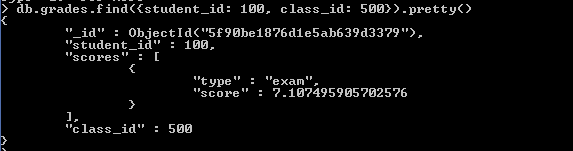 > db.grades.find({student_id: 100, class_id: 500}).pretty()
{
"_id" : ObjectId("5f90be1876d1e5ab639d3379"),
"student_id" : 100,
"scores" : [
{
"type" : "exam",
"score" : 7.107495905702576
}
],
"class_id" : 500
}